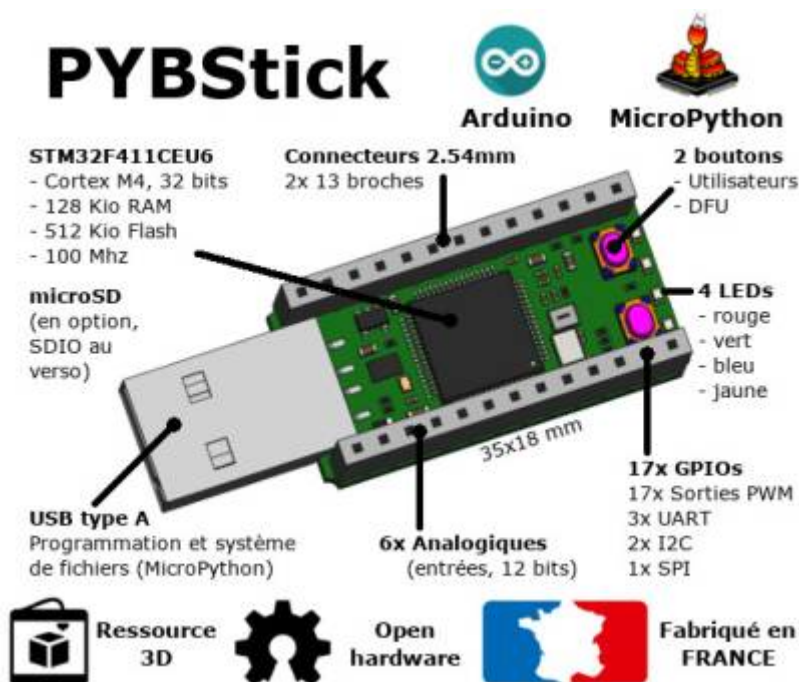 PYBStick
Arduino
MicroPython
STM32F411CEU6
- Cortex M4, 32 bits
- 128 Kio RAM
- 512 Kio Flash
- 100 Mhz
Connecteurs 2.54mm
2x 13 broches
2 boutons
- Utilisateurs
- DFU
microSD
(en option,
SDIO au
verso)
4 LEDs
- rouge
- vert
- bleu
- jaune
35x18 mm
USB type A
Programmation et système
de fichiers (MicroPython)
6x Analogiques
(entrées, 12 bits)
17x GPIOs
17x Sorties PWM
3x UART
2x I2C
1x SPI
Ressource
3D
Open
hardware
Fabriqué en
FRANCE